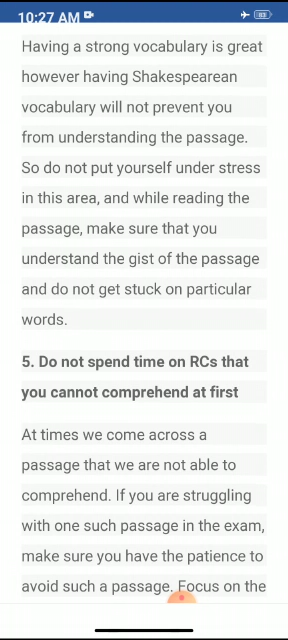 10:27 AM
83
Having a strong vocabulary is great
however having Shakespearean
vocabulary will not prevent you
from understanding the passage.
So do not put yourself under stress
in this area, and while reading the
passage, make sure that you
understand the gist of the passage
and do not get stuck on particular
words.
5. Do not spend time on RCs that
you cannot comprehend at first
At times we come across a
passage that we are not able to
comprehend. If you are struggling
with one such passage in the exam,
make sure you have the patience to
avoid such a passage. Focus on the